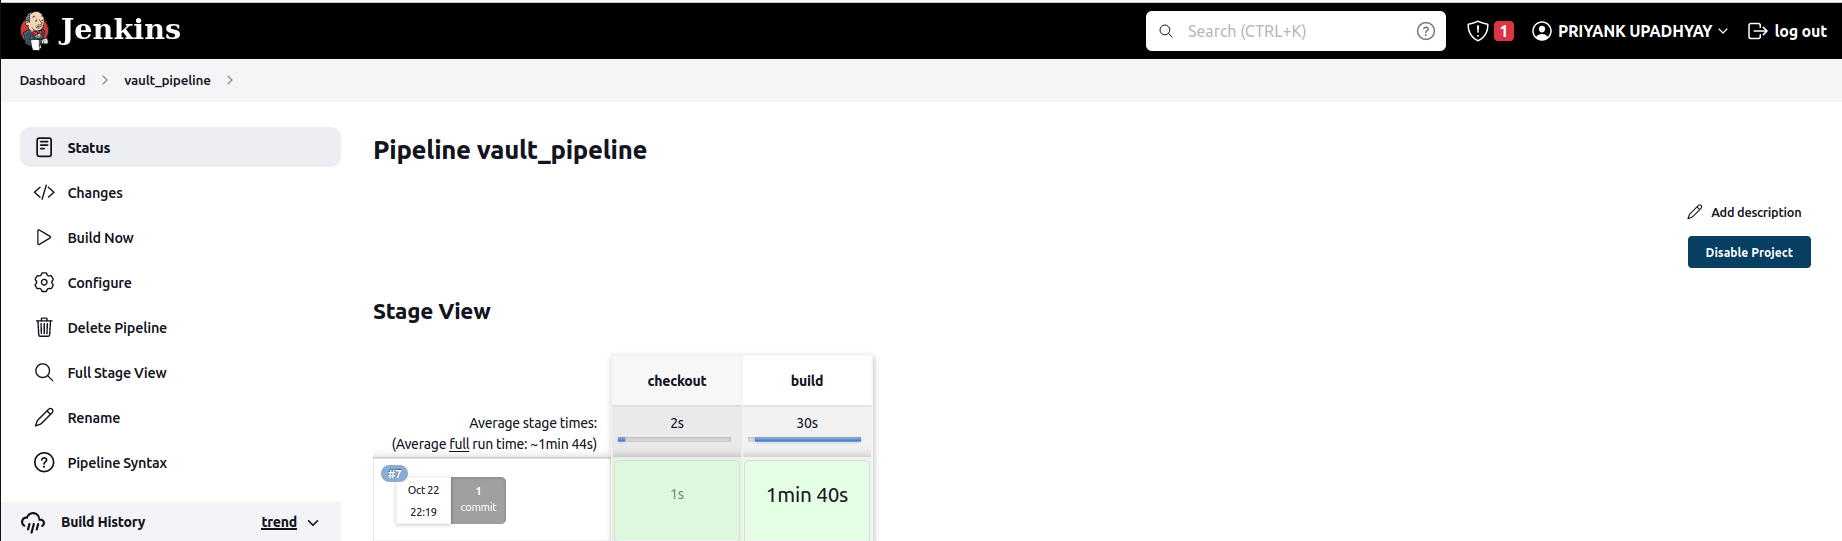 Jenkins
Search (CTRL+K)
1
PRIYANK UPADHYAY
log out
Dashboard
vault_pipeline
Status
Changes
Build Now
Configure
Delete Pipeline
Full Stage View
Rename
Pipeline Syntax
Build History
trend
Pipeline vault_pipeline
Add description
Disable Project
Stage View
checkout
build
Average stage times:
2s
30s
(Average full run time: ~1min 44s)
#7
Oct 22
22:19
1
commit
1s
1min 40s